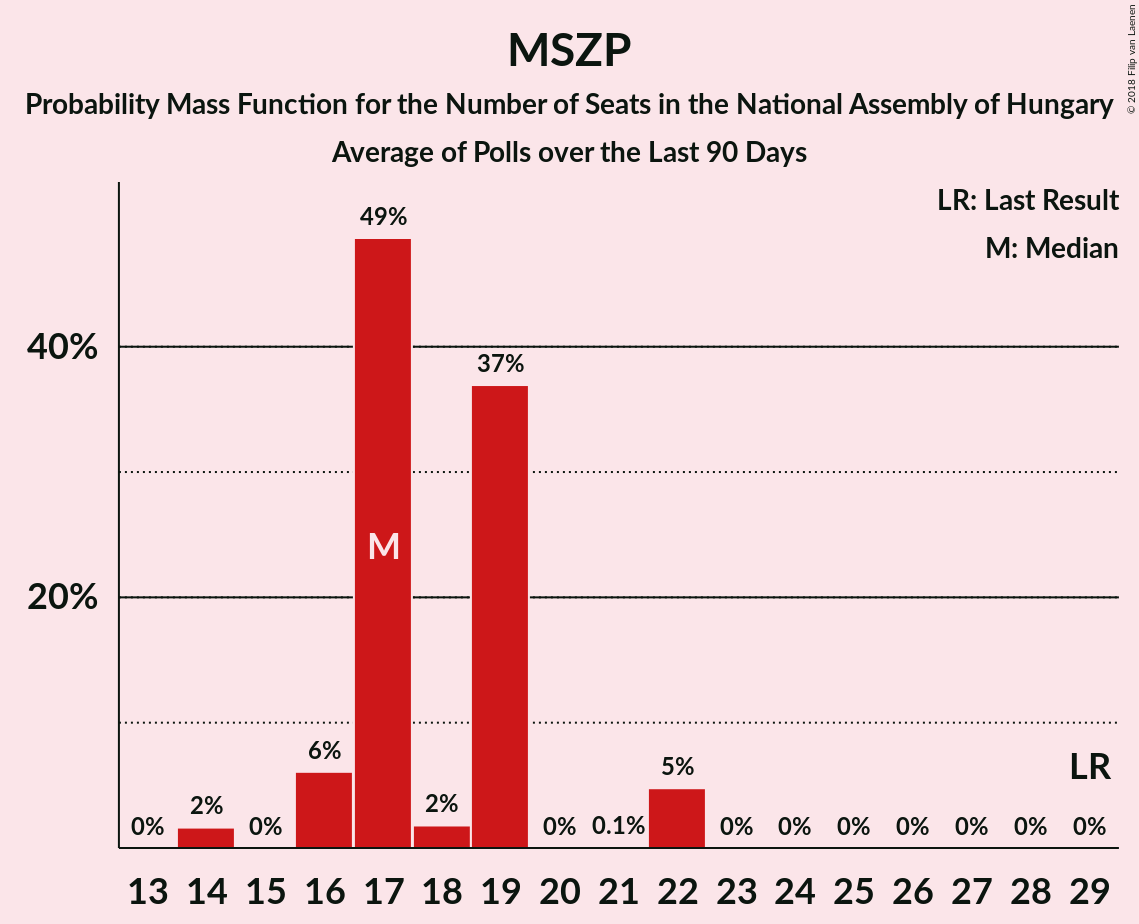 MSZP
Probability Mass Function for the Number of Seats in the National Assembly of Hungary
Average of Polls over the Last 90 Days
© 2018 Filip van Laenen
LR: Last Result
M: Median
49%
40%
37%
M
20%
6%
5%
LR
2%
2%
0%
0%
0%
0.1%
0%
0%
0%
0%
0%
0%
0%
13 14 15 16 17 18 19 20 21 22 23 24 25 26 27 28 29